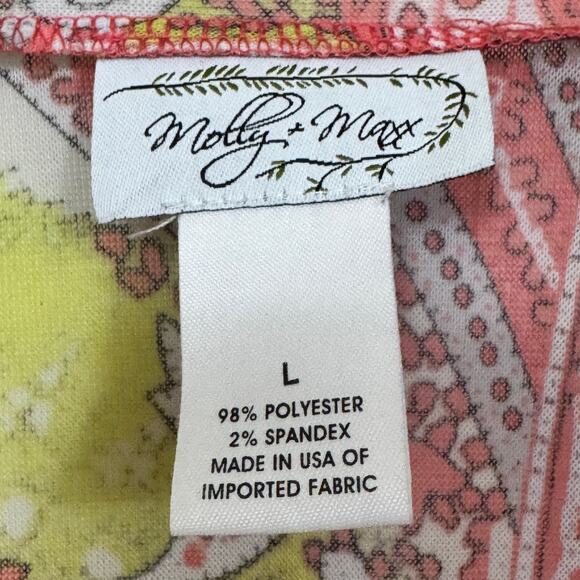 Molly + Maxx
L
98% POLYESTER
2% SPANDEX
MADE IN USA OF
IMPORTED FABRIC